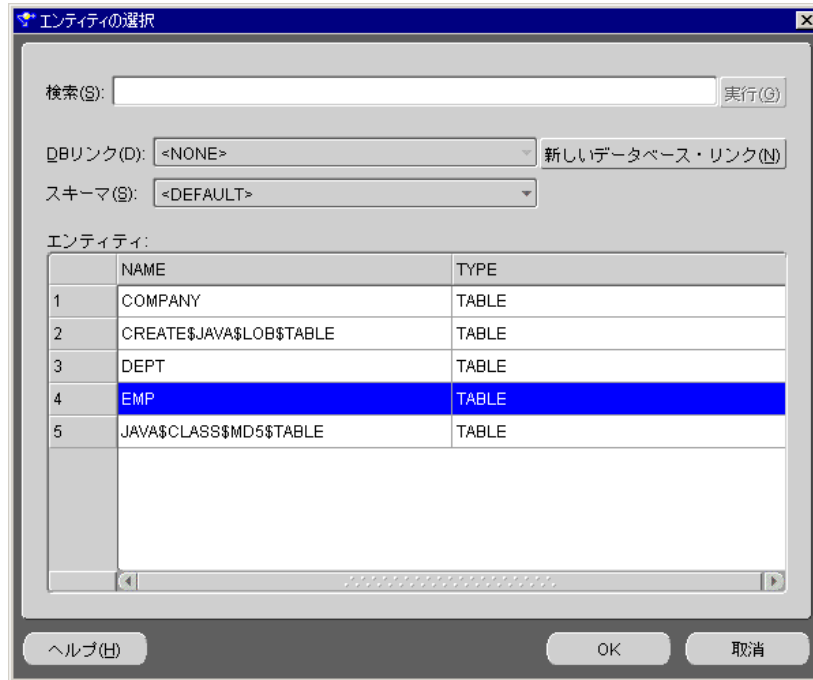 エンティティの選択
検索(S): 実行(G)
DBリンク(D): <NONE> 新しいデータベース・リンク(N)
スキーマ(S): <DEFAULT>
エンティティ:
NAME TYPE
1 COMPANY TABLE
2 CREATE$JAVA$LOB$TABLE TABLE
3 DEPT TABLE
4 EMP TABLE
5 JAVA$CLASS$MD5$TABLE TABLE
ヘルプ(H) OK 取消